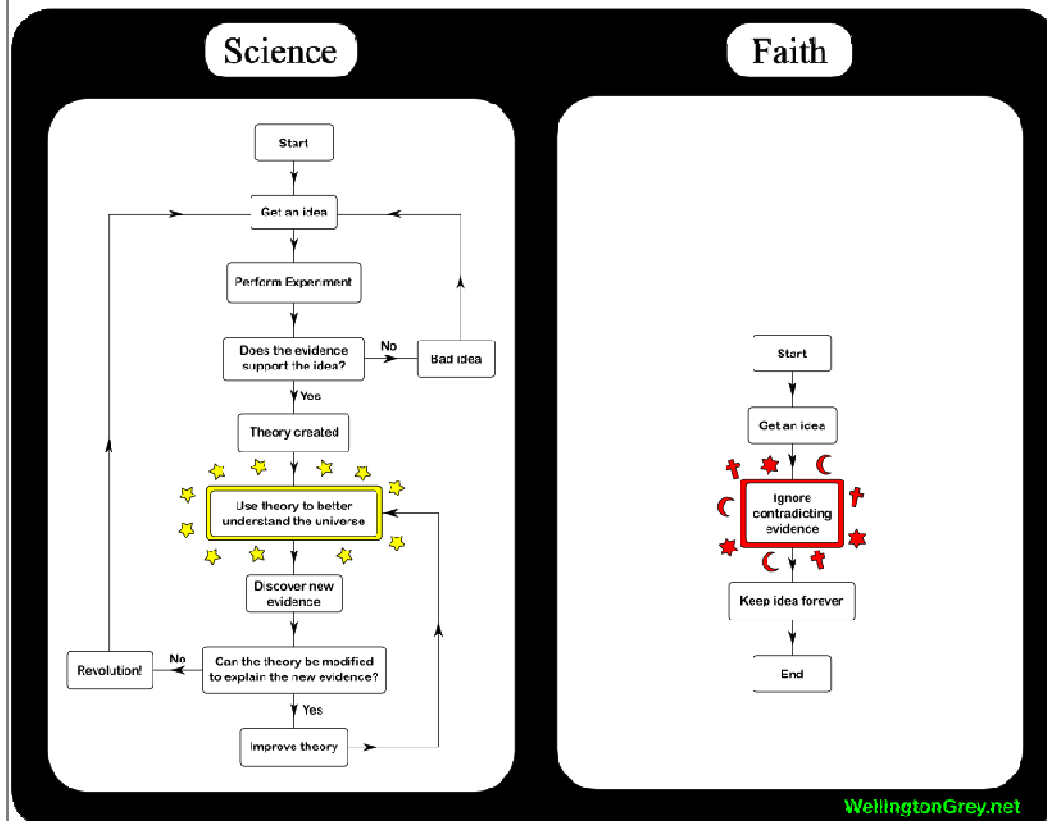 Science
Start
Get an idea
Perform Experiment
Does the evidence
support the idea?
No
Bad idea
Yes
Theory created
Use theory to better
understand the universe
Discover new
evidence
Can the theory be modified
to explain the new evidence?
No
Revolution!
Yes
Improve theory
Faith
Start
Get an idea
Ignore
contradicting
evidence
Keep idea forever
End
WellingtonGrey.net